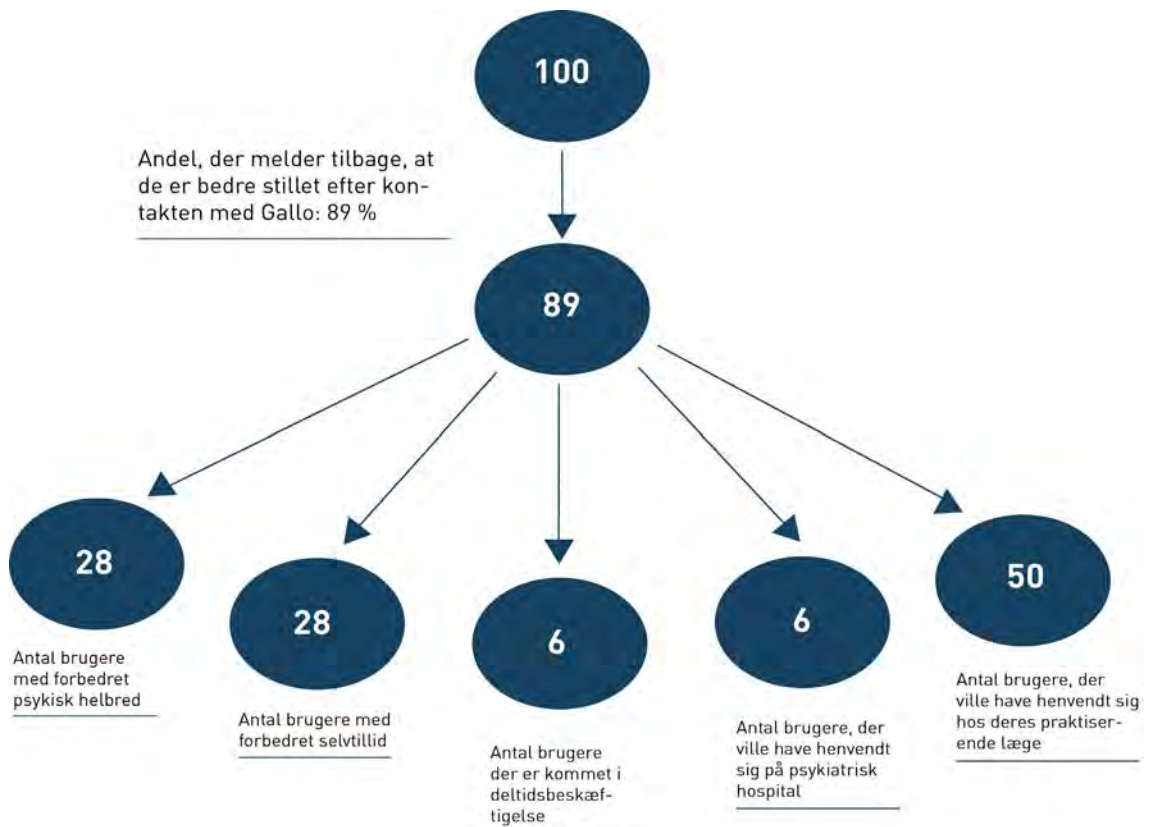 100
Andel, der melder tilbage, at
de er bedre stillet efter kon-
takten med Gallo: 89 %
89
28
Antal brugere
med forbedret
psykisk helbred
28
Antal brugere med
forbedret selvtillid
6
Antal brugere
der er kommet i
deltidsbeskæf-
tigelse
6
Antal brugere, der
ville have henvendt
sig på psykiatrisk
hospital
50
Antal brugere, der
ville have henvendt sig
hos deres praktiser-
ende læge